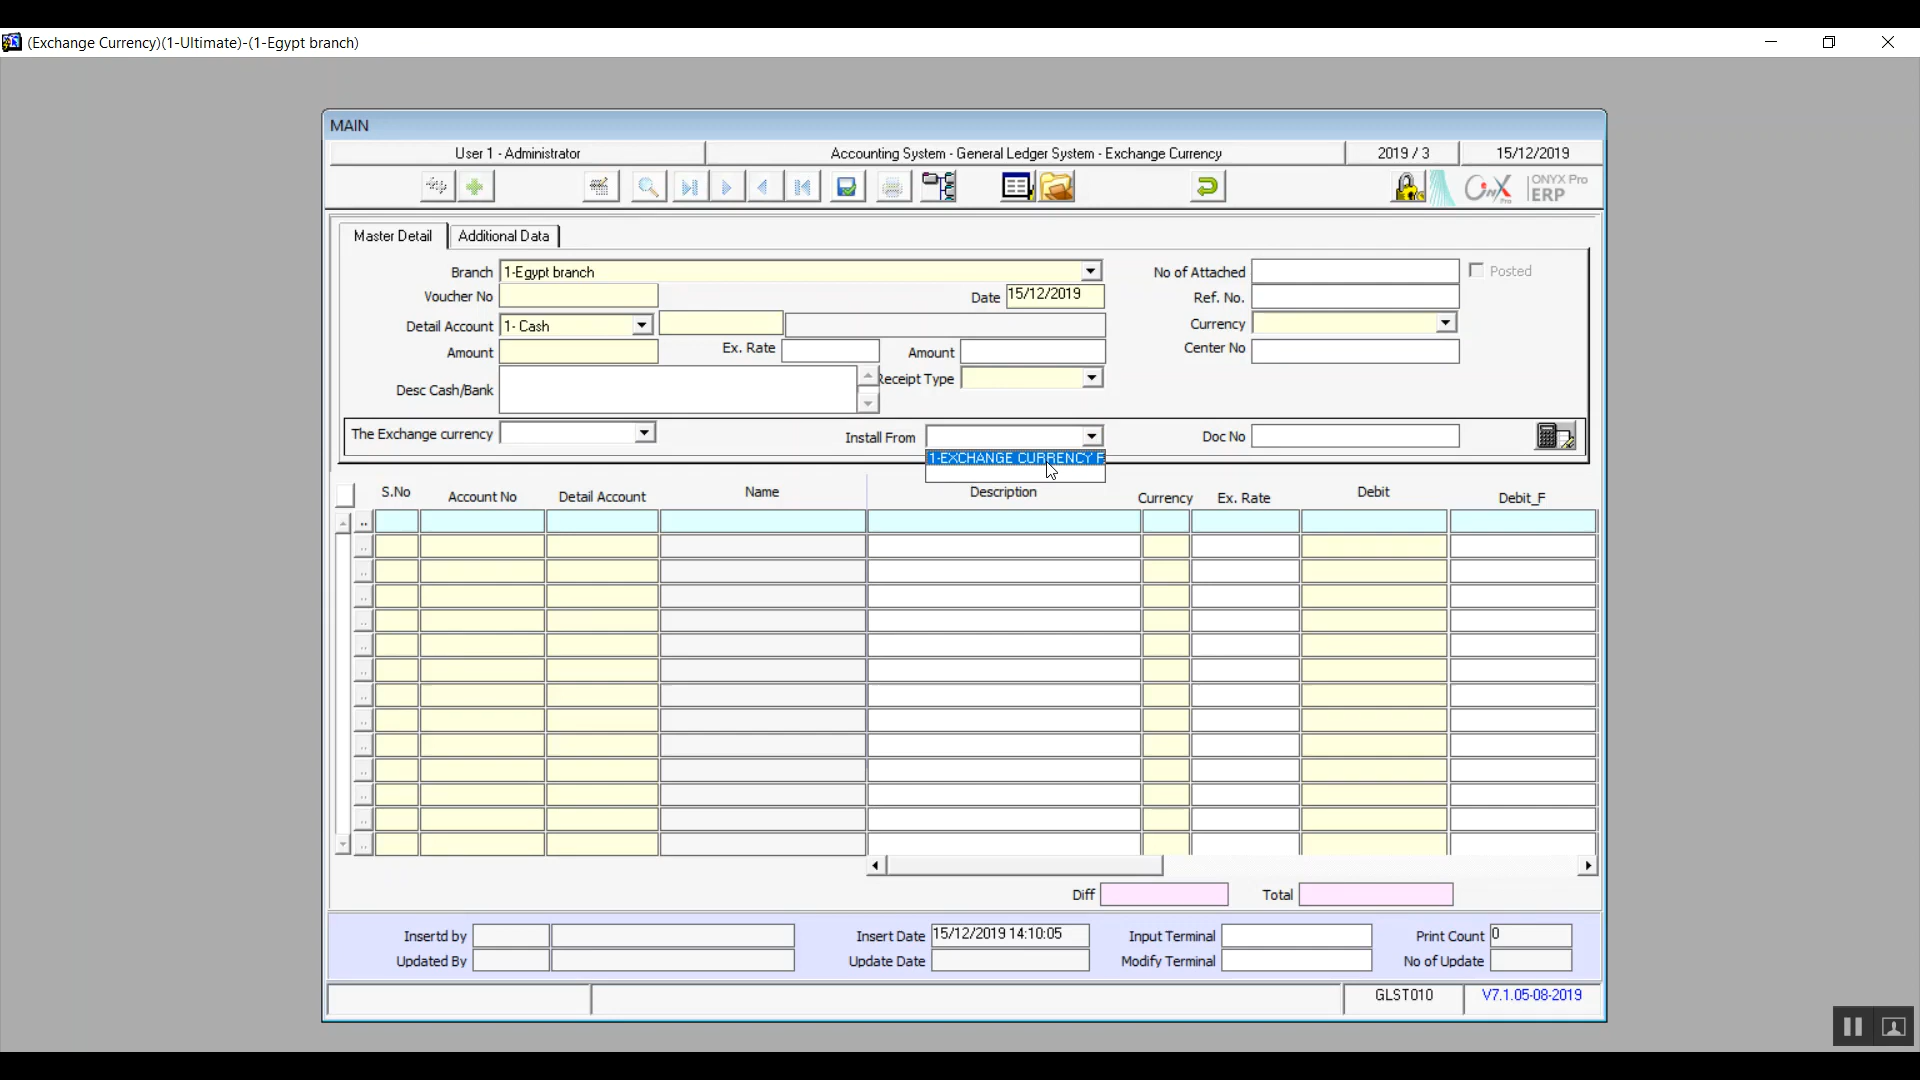 (Exchange Currency)(1-Ultimate)-(1-Egypt branch)
MAIN
User 1 - Administrator
Accounting System - General Ledger System - Exchange Currency
2019 / 3
15/12/2019
Onyx Pro
ONYX Pro
ERP
Master Detail
Additional Data
Branch 1-Egypt branch
No of Attached
Posted
Voucher No
Date 15/12/2019
Ref. No.
Detail Account 1- Cash
Currency
Amount
Ex. Rate
Amount
Center No
Desc Cash/Bank
Receipt Type
The Exchange currency
Install From
Doc No
1-EXCHANGE CURRENCY F
S.No
Account No
Detail Account
Name
Description
Currency
Ex. Rate
Debit
Debit_F
Diff
Total
Insertd by
Insert Date 15/12/2019 14:10:05
Input Terminal
Print Count 0
Updated By
Update Date
Modify Terminal
No of Update
GLST010
V7.1.05-08-2019